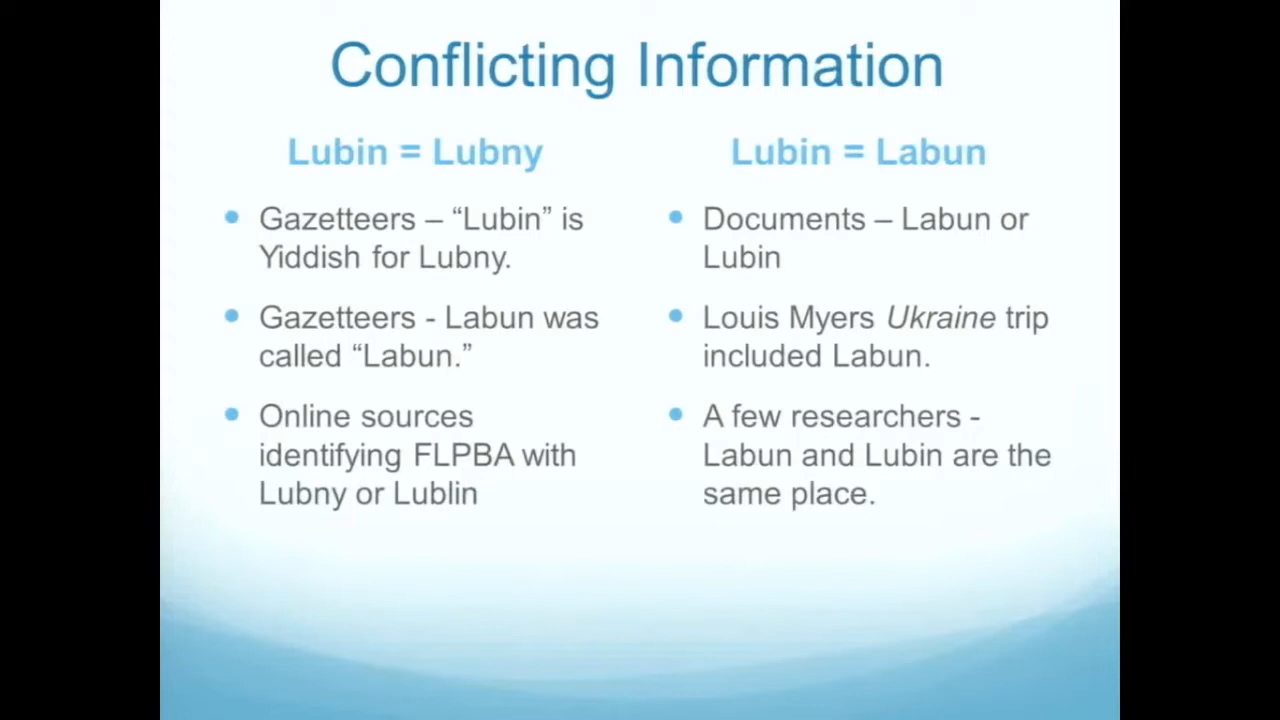 Conflicting Information
Lubin = Lubny
Gazetteers – “Lubin” is
Yiddish for Lubny.
Gazetteers - Labun was
called “Labun.”
Online sources
identifying FLPBA with
Lubny or Lublin
Lubin = Labun
Documents – Labun or
Lubin
Louis Myers Ukraine trip
included Labun.
A few researchers -
Labun and Lubin are the
same place.